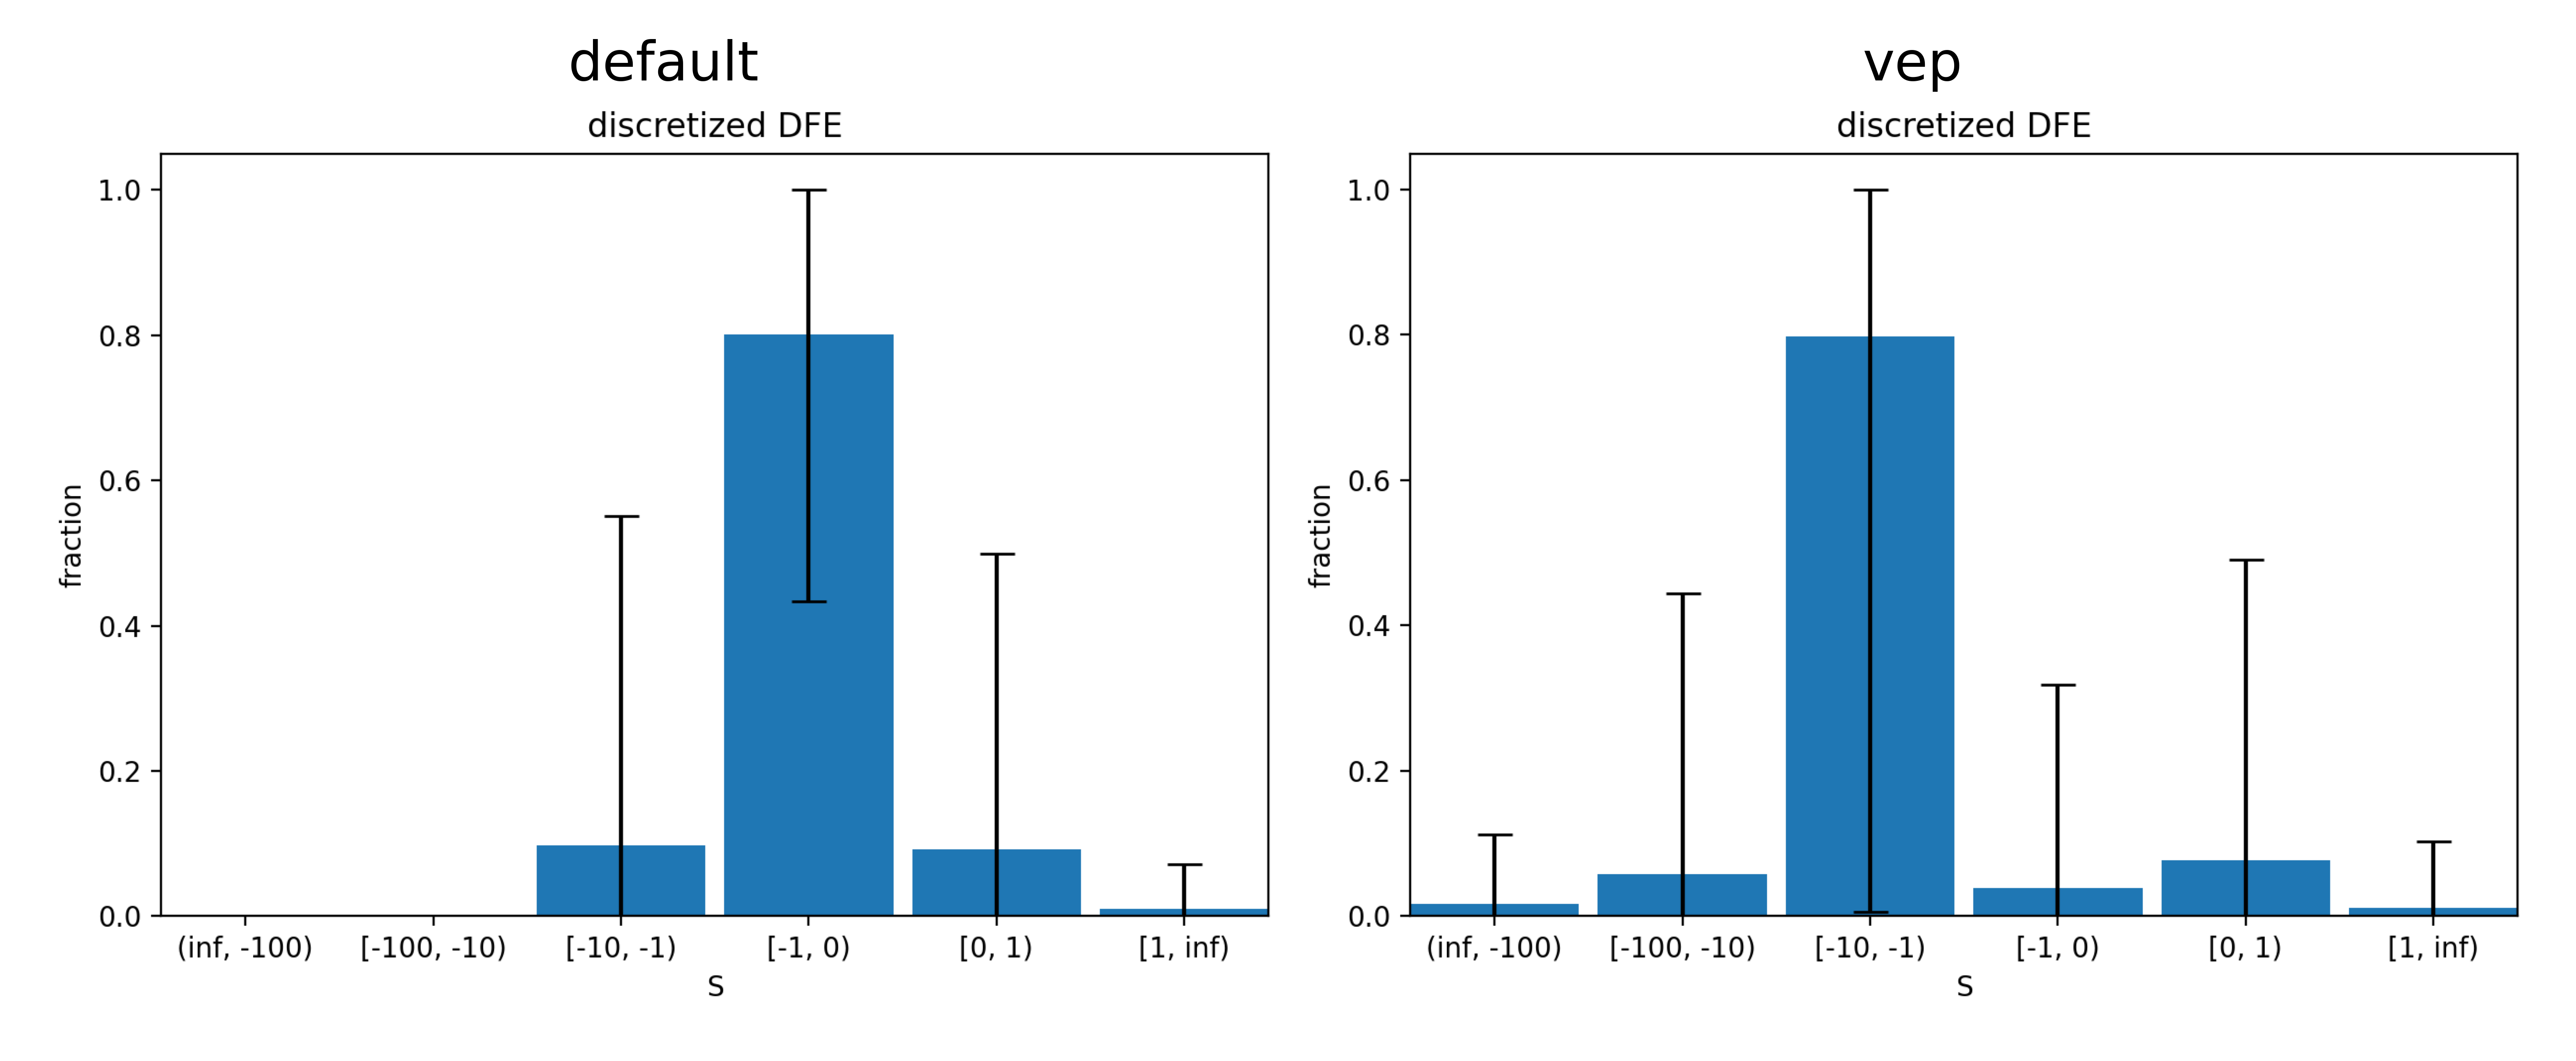 default
discretized DFE
fraction
1.0
0.8
0.6
0.4
0.2
0.0
(inf, -100) [-100, -10) [-10, -1) [-1, 0) [0, 1) [1, inf)
S
vep
discretized DFE
fraction
1.0
0.8
0.6
0.4
0.2
0.0
(inf, -100) [-100, -10) [-10, -1) [-1, 0) [0, 1) [1, inf)
S